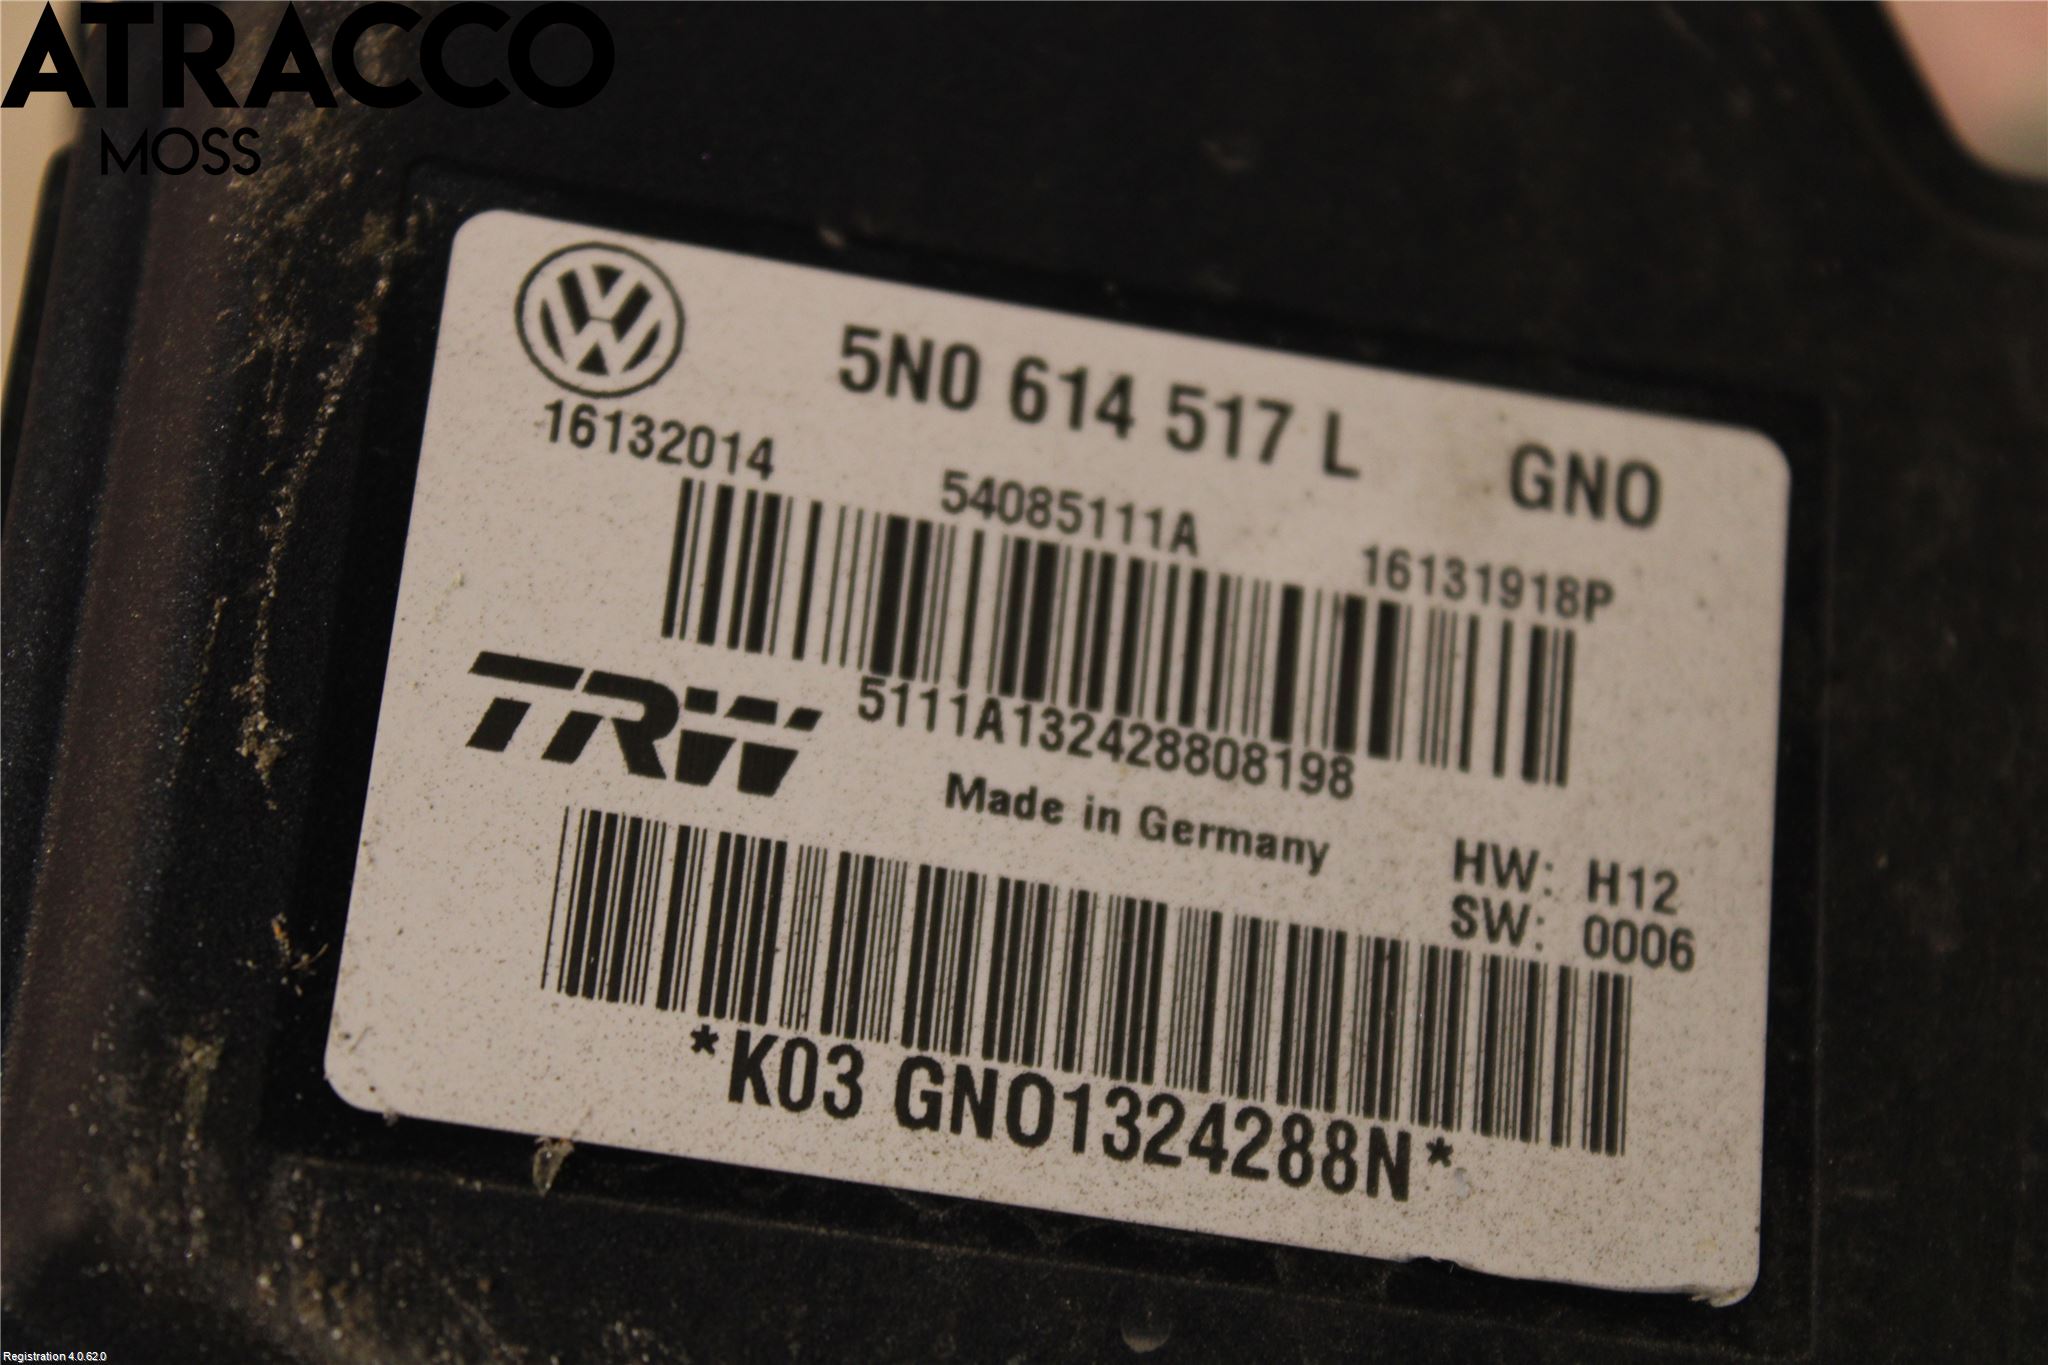 ATRACCO
MOSS
5N0 614 517 L GNO
16132014
54085111A
16131918P
TRW
5111A132428808198
Made in Germany
HW: H12
SW: 0006
*K03 GNO1324288N*
Registration 4.0.62.0